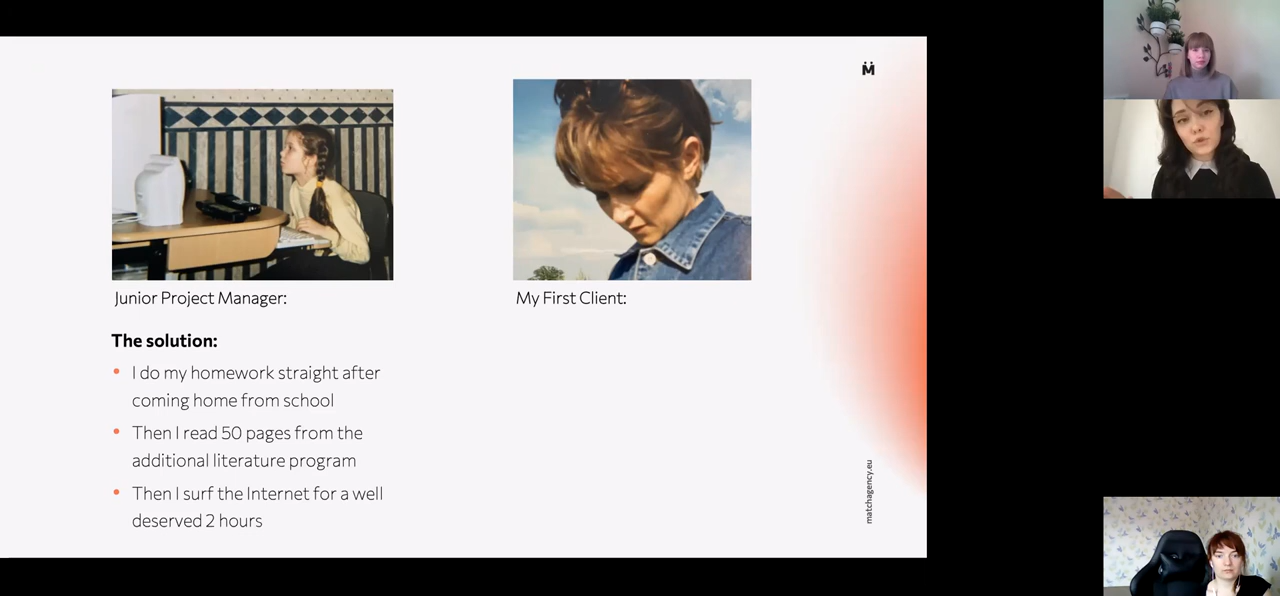 M̈
Junior Project Manager:
My First Client:
The solution:
• I do my homework straight after
coming home from school
• Then I read 50 pages from the
additional literature program
• Then I surf the Internet for a well
deserved 2 hours
matchagency.eu